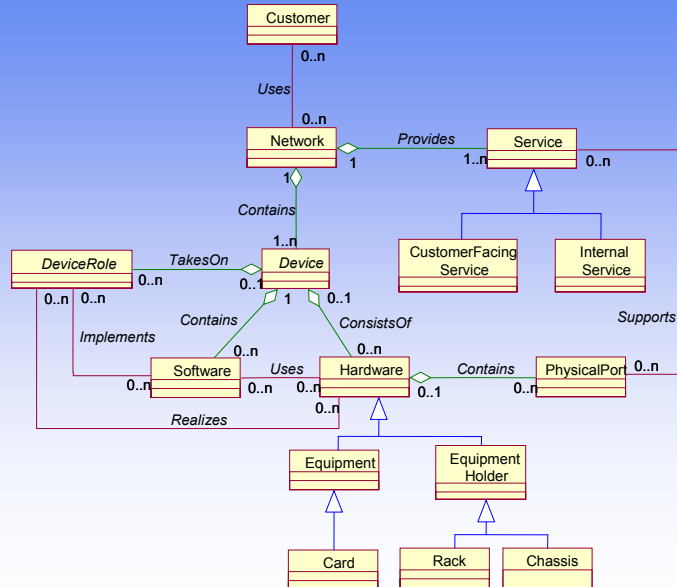 Customer
0..n
Uses
0..n
Network
Provides
Service
1
1..n
0..n
1
Contains
1..n
CustomerFacing
Service
Internal
Service
DeviceRole
TakesOn
Device
0..n
0..1
0..n
0..n
1
0..1
Contains
ConsistsOf
Supports
Implements
0..n
0..n
Software
Uses
Hardware
Contains
PhysicalPort
0..n
0..n
0..n
0..n
0..1
0..n
0..n
Realizes
Equipment
Equipment
Holder
Card
Rack
Chassis